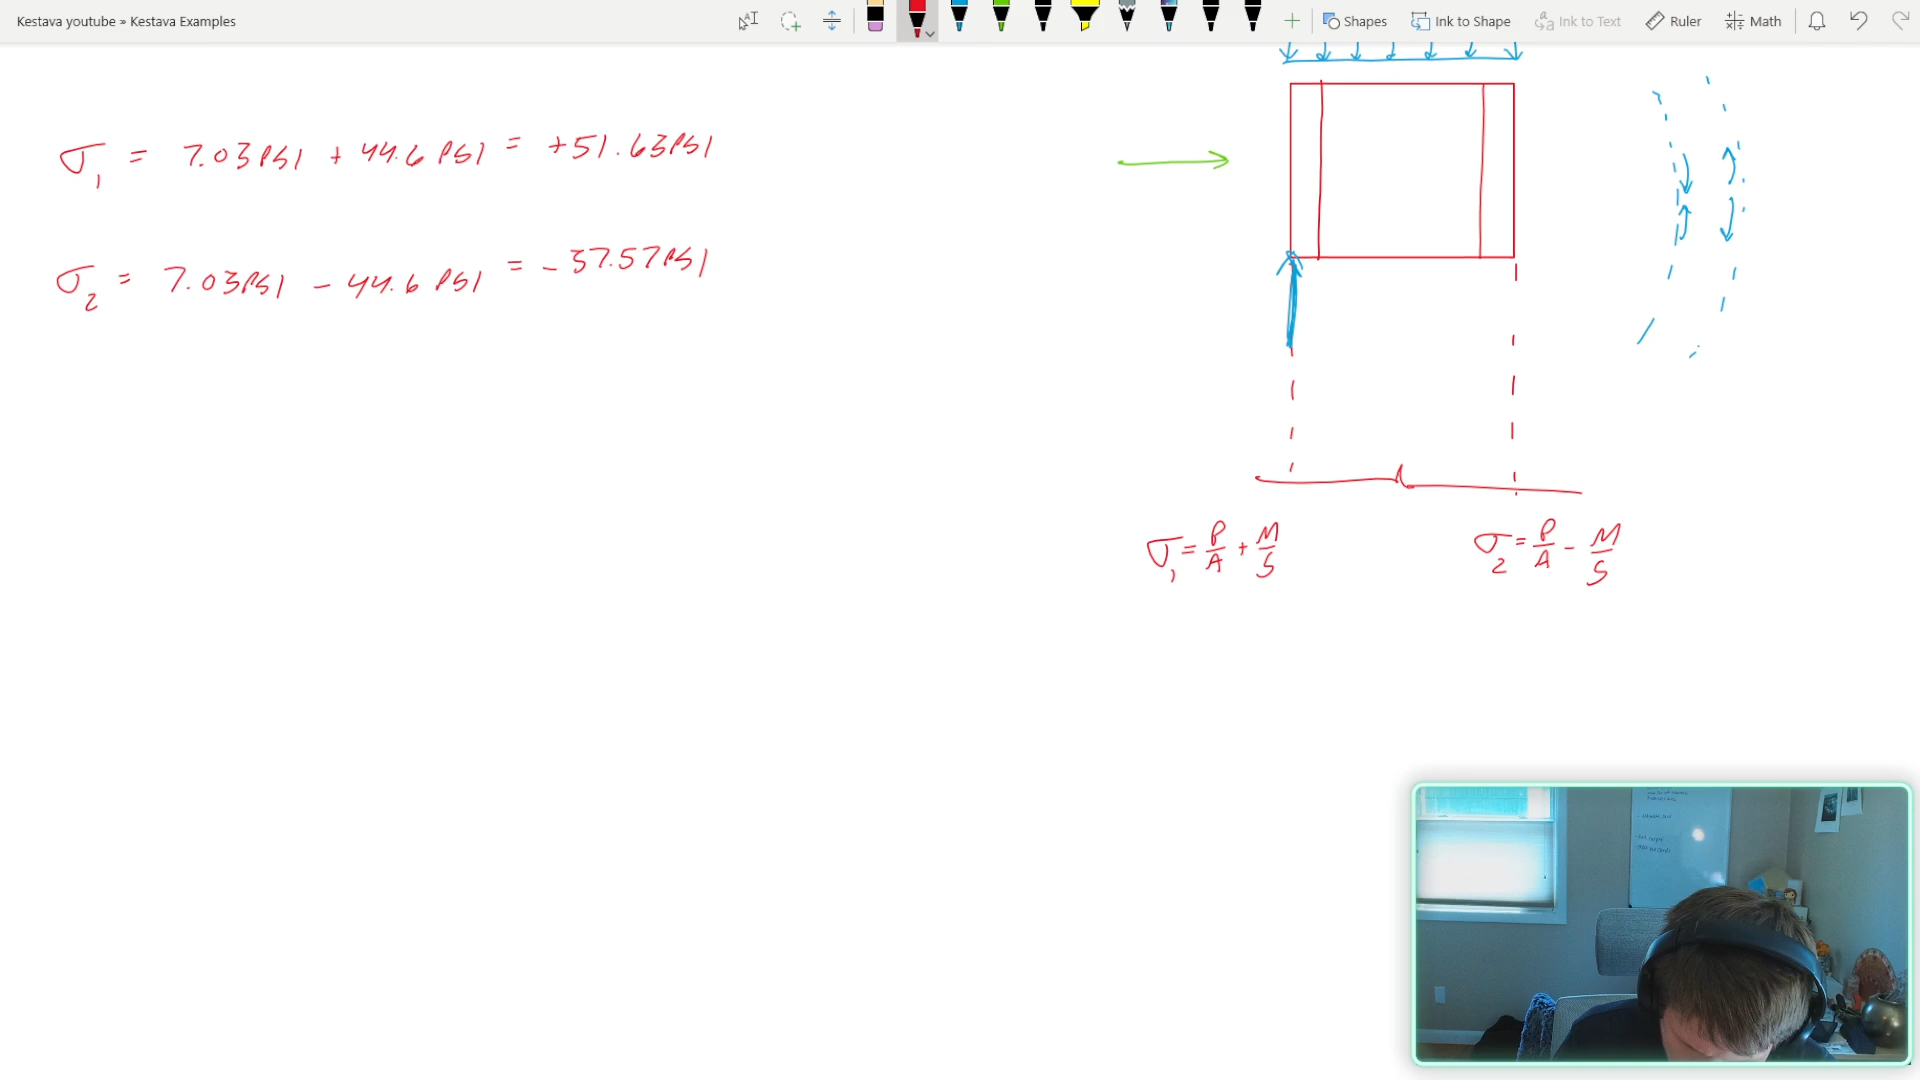 Kestava youtube » Kestava Examples
Shapes
Ink to Shape
Ink to Text
Ruler
Math
σ₁ = 7.03PSI + 44.6 PSI = +51.63PSI
σ₂ = 7.03PSI - 44.6 PSI = - 37.57PSI
σ₁ = P/A + M/S
σ₂ = P/A - M/S